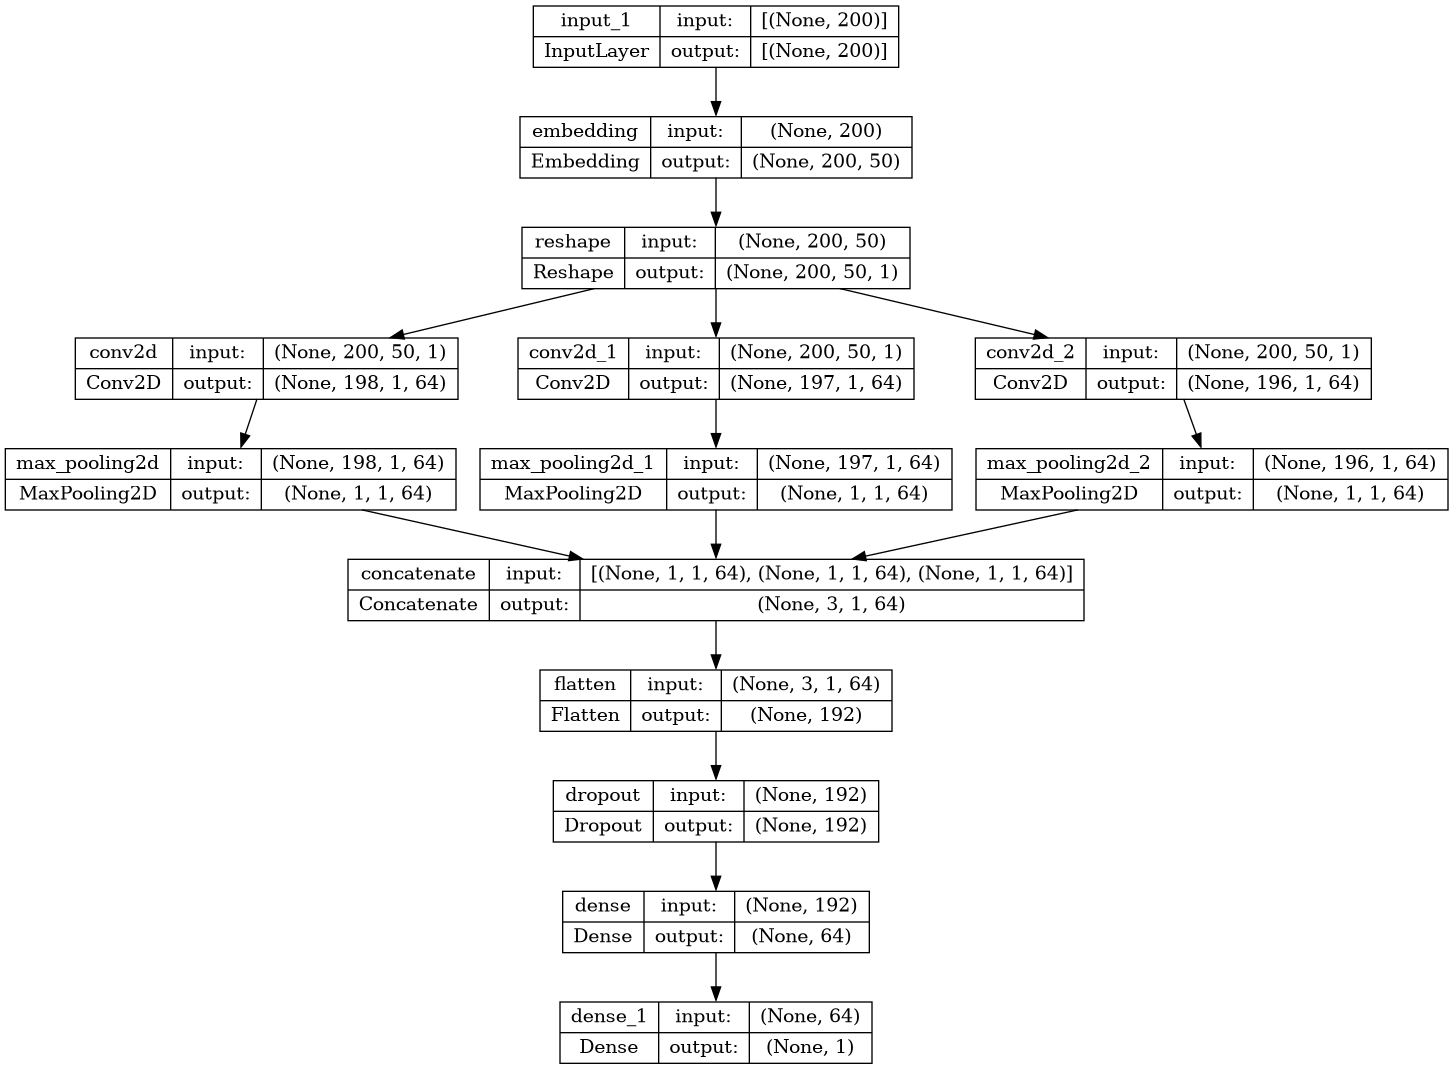 input_1 input: [(None, 200)]
InputLayer output: [(None, 200)]
embedding input: (None, 200)
Embedding output: (None, 200, 50)
reshape input: (None, 200, 50)
Reshape output: (None, 200, 50, 1)
conv2d input: (None, 200, 50, 1)
Conv2D output: (None, 198, 1, 64)
conv2d_1 input: (None, 200, 50, 1)
Conv2D output: (None, 197, 1, 64)
conv2d_2 input: (None, 200, 50, 1)
Conv2D output: (None, 196, 1, 64)
max_pooling2d input: (None, 198, 1, 64)
MaxPooling2D output: (None, 1, 1, 64)
max_pooling2d_1 input: (None, 197, 1, 64)
MaxPooling2D output: (None, 1, 1, 64)
max_pooling2d_2 input: (None, 196, 1, 64)
MaxPooling2D output: (None, 1, 1, 64)
concatenate input: [(None, 1, 1, 64), (None, 1, 1, 64), (None, 1, 1, 64)]
Concatenate output: (None, 3, 1, 64)
flatten input: (None, 3, 1, 64)
Flatten output: (None, 192)
dropout input: (None, 192)
Dropout output: (None, 192)
dense input: (None, 192)
Dense output: (None, 64)
dense_1 input: (None, 64)
Dense output: (None, 1)